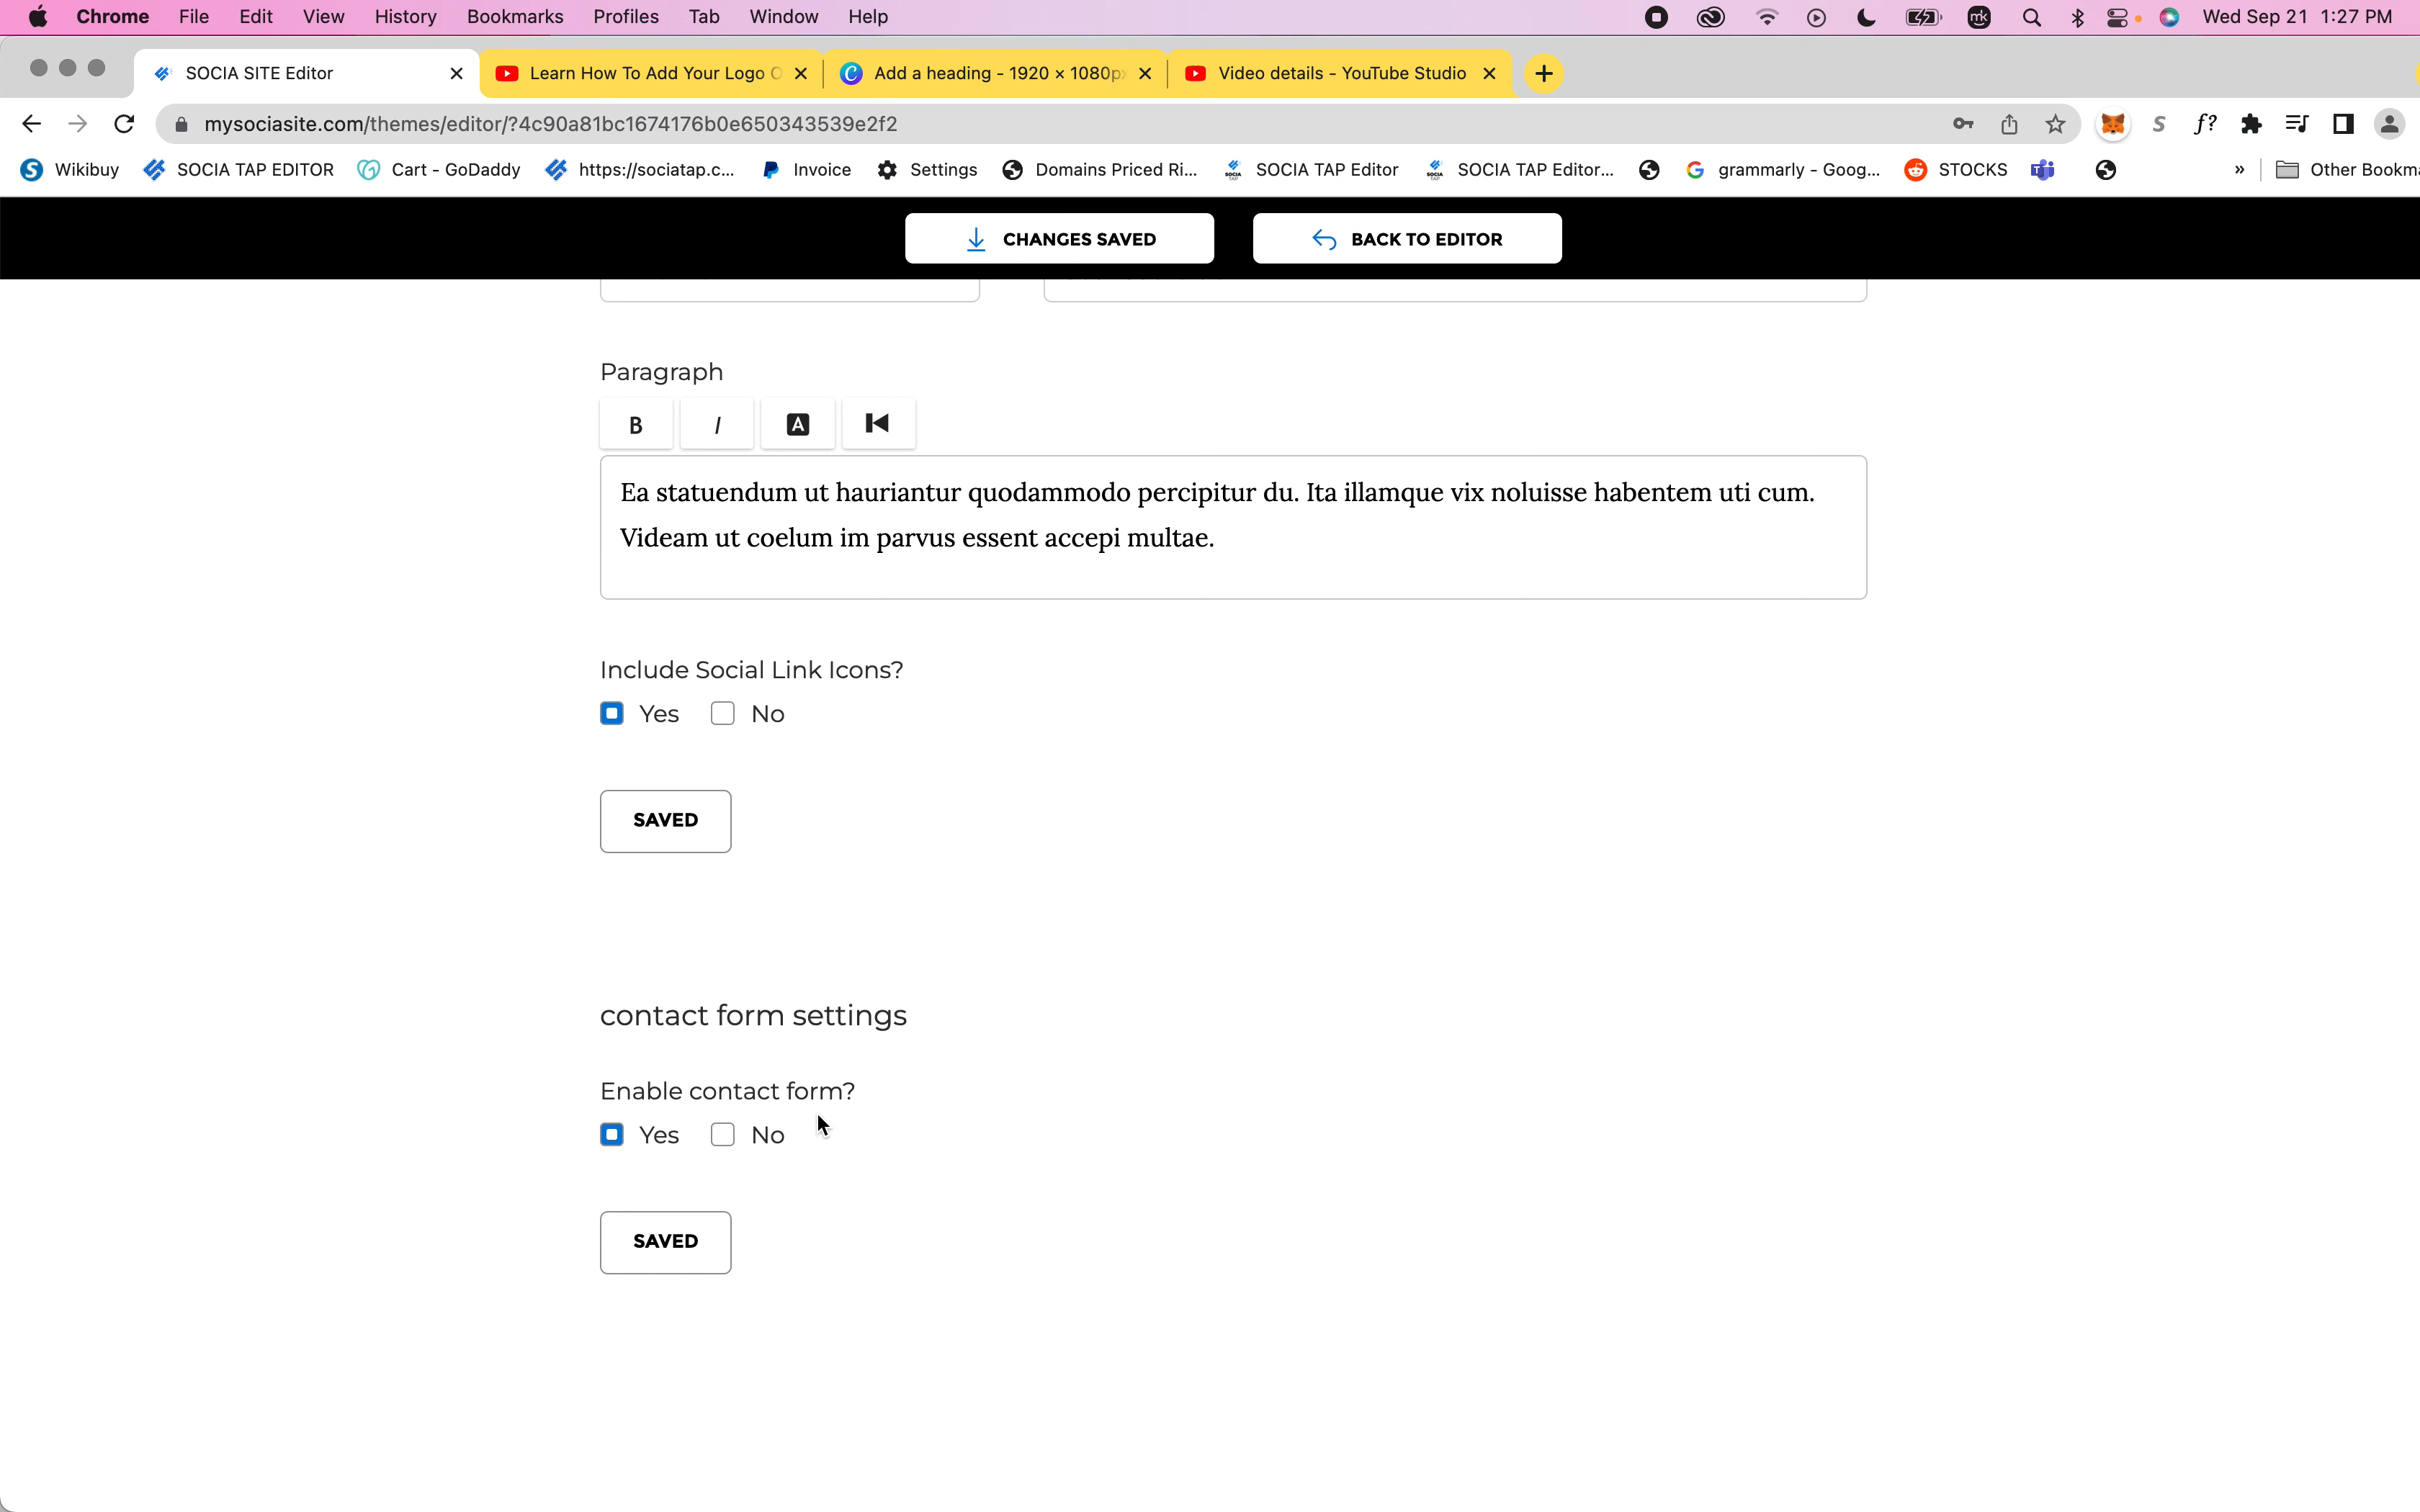 Chrome File Edit View History Bookmarks Profiles Tab Window Help mk Wed Sep 21 1:27 PM
SOCIA SITE Editor Learn How To Add Your Logo Add a heading - 1920 × 1080p Video details - YouTube Studio
mysociasite.com/themes/editor/?4c90a81bc1674176b0e650343539e2f2 S f?
S Wikibuy SOCIA TAP EDITOR Cart - GoDaddy https://sociatap.c... Invoice Settings Domains Priced Ri... SOCIA TAP SOCIA TAP Editor SOCIA TAP SOCIA TAP Editor... G grammarly - Goog... STOCKS » Other Bookma
CHANGES SAVED BACK TO EDITOR
Paragraph
B I A
Ea statuendum ut hauriantur quodammodo percipitur du. Ita illamque vix noluisse habentem uti cum.
Videam ut coelum im parvus essent accepi multae.
Include Social Link Icons?
Yes No
SAVED
contact form settings
Enable contact form?
Yes No
SAVED